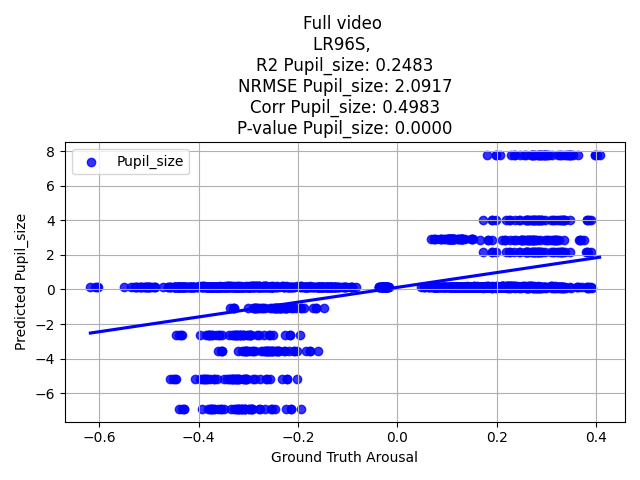 Full video
LR96S,
R2 Pupil_size: 0.2483
NRMSE Pupil_size: 2.0917
Corr Pupil_size: 0.4983
P-value Pupil_size: 0.0000
Pupil_size
8
6
4
2
0
−2
−4
−6
Predicted Pupil_size
−0.6
−0.4
−0.2
0.0
0.2
0.4
Ground Truth Arousal